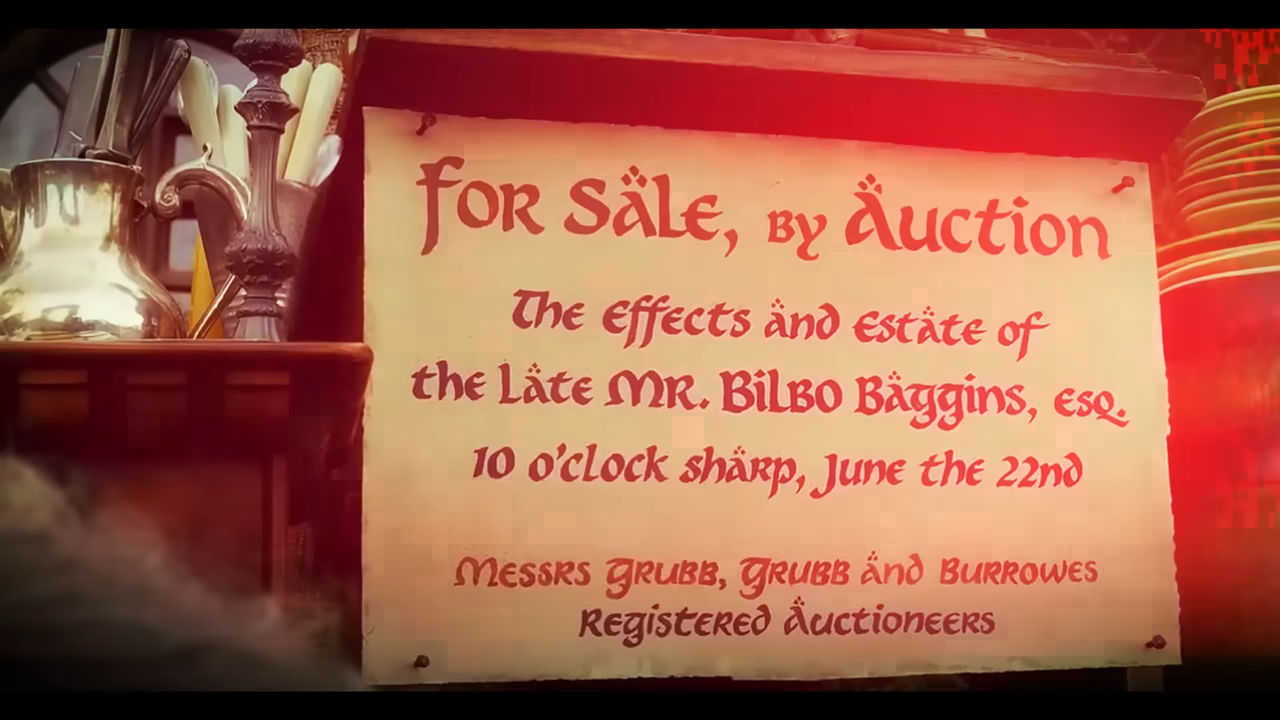 For Sale, by Auction
The Effects and Estate of
the Late Mr. Bilbo Baggins, Esq.
10 o'clock sharp, June the 22nd
Messrs Grubb, Grubb and Burrowes
Registered Auctioneers